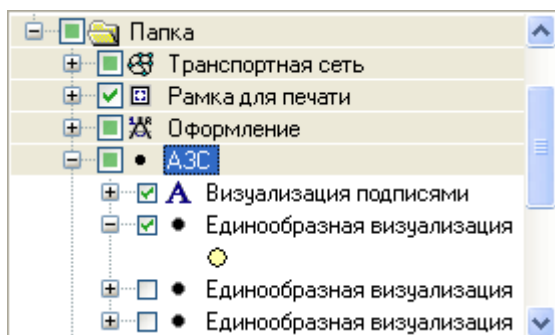 Папка
Транспортная сеть
Рамка для печати
Оформление
АЗС
Визуализация подписями
Единообразная визуализация
Единообразная визуализация
Единообразная визуализация